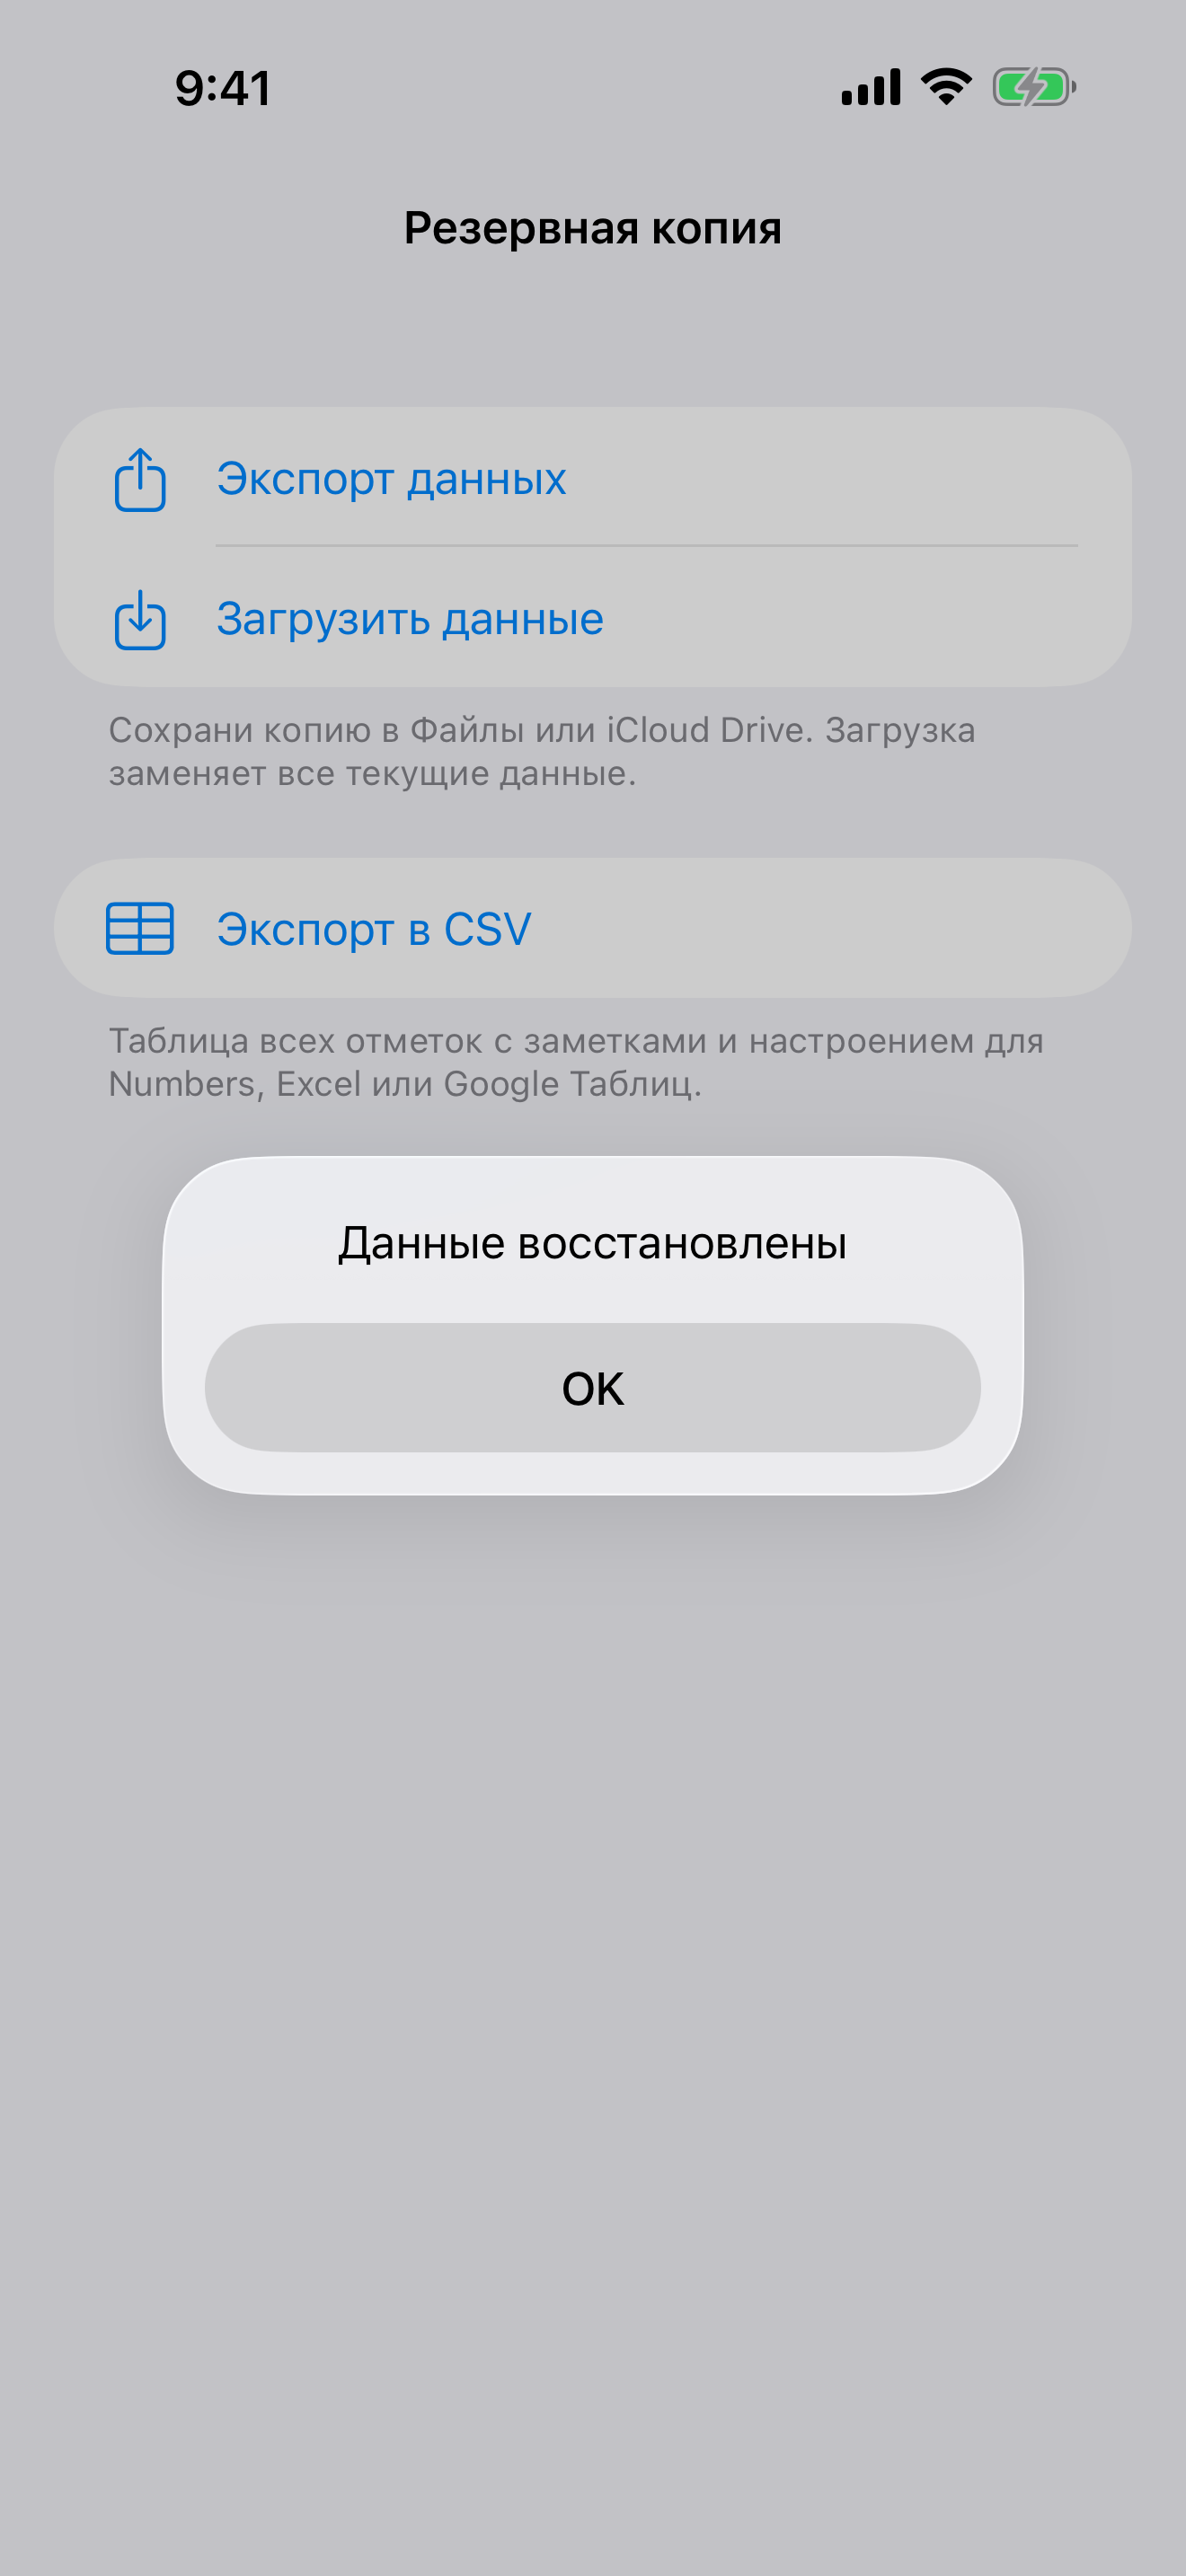 9:41
Резервная копия
Экспорт данных
Загрузить данные
Сохрани копию в Файлы или iCloud Drive. Загрузка
заменяет все текущие данные.
Экспорт в CSV
Таблица всех отметок с заметками и настроением для
Numbers, Excel или Google Таблиц.
Данные восстановлены
OK